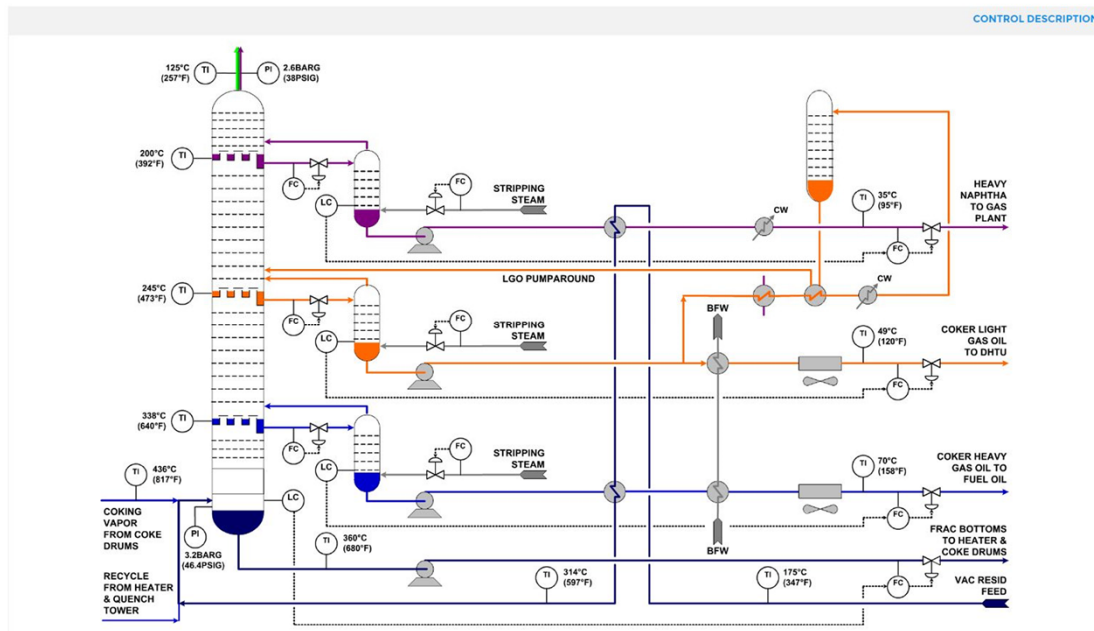 CONTROL DESCRIPTION
125°C
(257°F)
TI
PI
2.6BARG
(38PSIG)
200°C
(392°F)
TI
FC
LC
FC
STRIPPING
STEAM
CW
TI
35°C
(95°F)
FC
HEAVY
NAPHTHA
TO GAS
PLANT
LGO PUMPAROUND
245°C
(473°F)
TI
FC
LC
FC
STRIPPING
STEAM
BFW
CW
TI
49°C
(120°F)
FC
COKER LIGHT
GAS OIL
TO DHTU
338°C
(640°F)
TI
FC
LC
FC
STRIPPING
STEAM
BFW
TI
70°C
(158°F)
FC
COKER HEAVY
GAS OIL TO
FUEL OIL
TI
436°C
(817°F)
LC
COKING
VAPOR
FROM COKE
DRUMS
PI
3.2BARG
(46.4PSIG)
TI
360°C
(680°F)
FRAC BOTTOMS
TO HEATER &
COKE DRUMS
FC
RECYCLE
FROM HEATER
& QUENCH
TOWER
TI
314°C
(597°F)
TI
175°C
(347°F)
VAC RESID
FEED